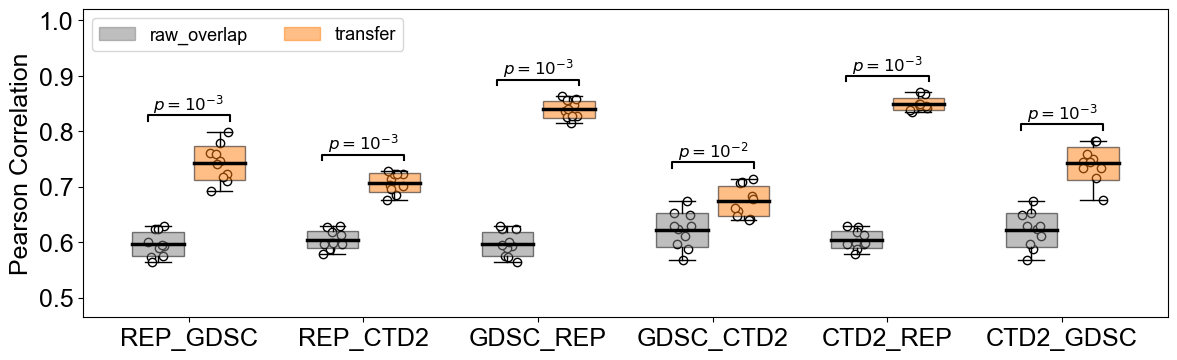 raw_overlap transfer
Pearson Correlation
1.0
0.9
0.8
0.7
0.6
0.5
p = 10⁻³
p = 10⁻³
p = 10⁻³
p = 10⁻²
p = 10⁻³
p = 10⁻³
REP_GDSC REP_CTD2 GDSC_REP GDSC_CTD2 CTD2_REP CTD2_GDSC